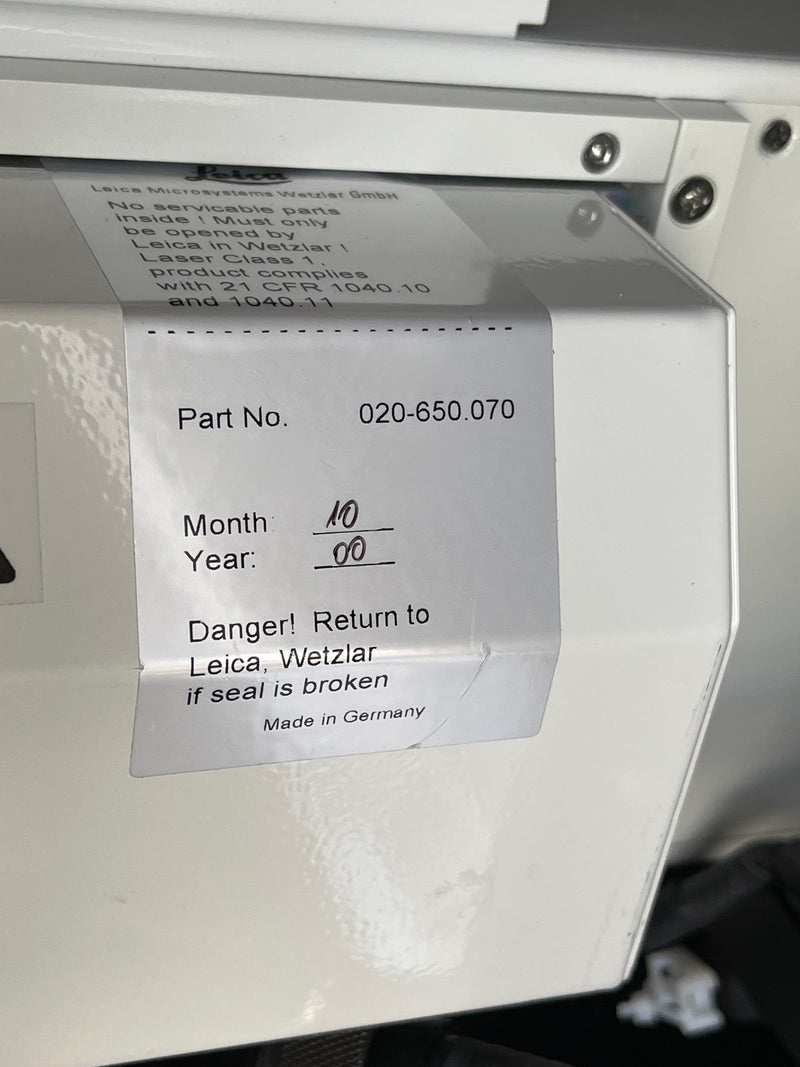 Leica
Leica Microsystems Wetzlar GmbH
No servicable parts
inside ! Must only
be opened by
Leica in Wetzlar !
Laser Class 1,
product complies
with 21 CFR 1040.10
and 1040.11
Part No. 020-650.070
Month: 10
Year: 00
Danger! Return to
Leica, Wetzlar
if seal is broken
Made in Germany